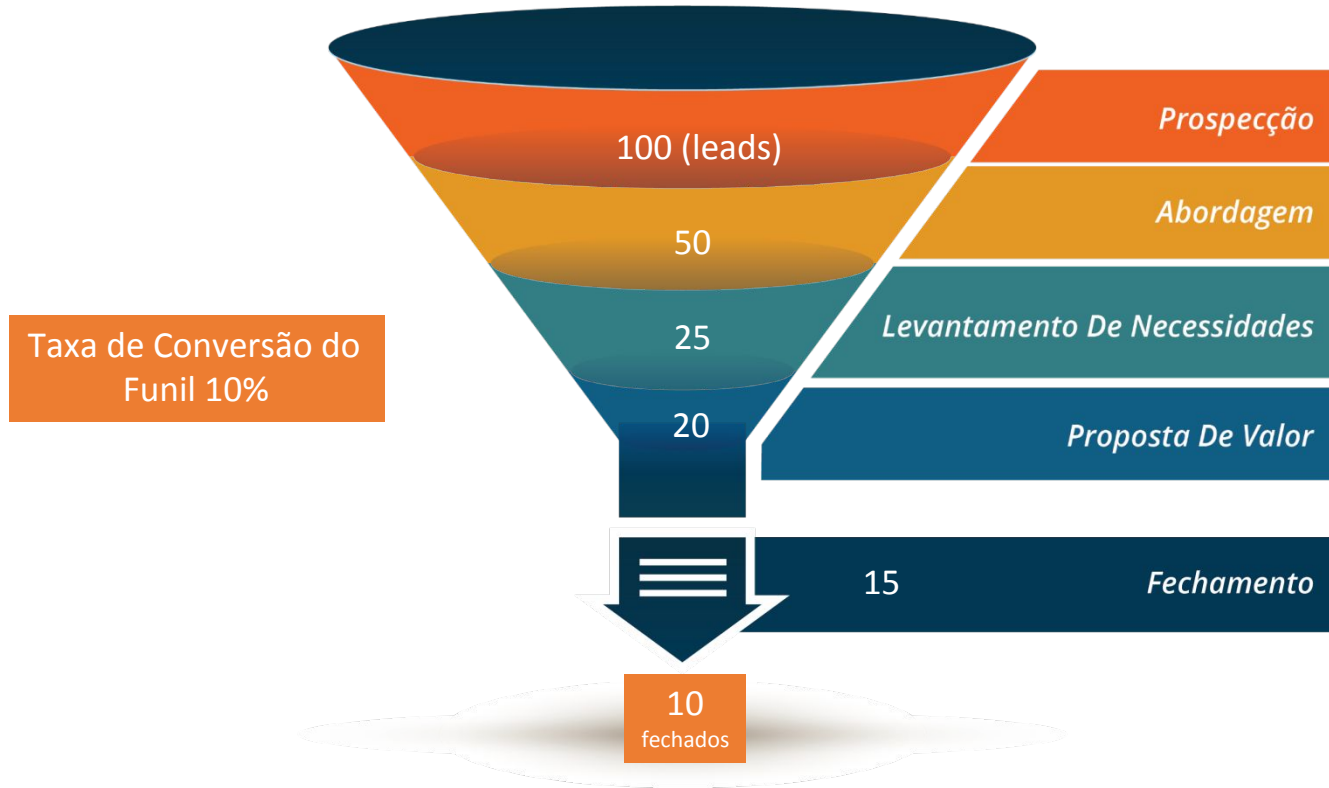 100 (leads)
Prospecção
50
Abordagem
25
Levantamento De Necessidades
Taxa de Conversão do
Funil 10%
20
Proposta De Valor
15
Fechamento
10
fechados